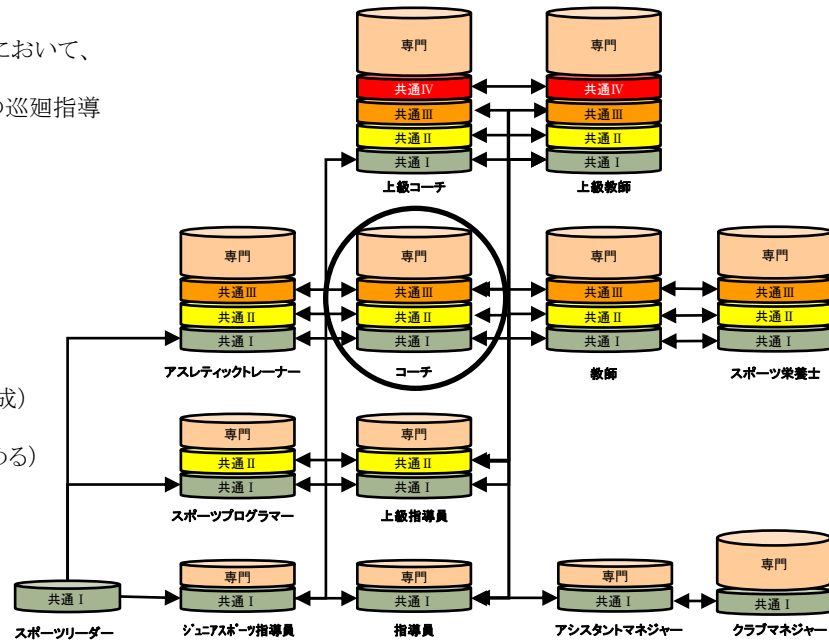 において、
の巡廻指導
専門
専門
共通Ⅳ
共通Ⅳ
共通Ⅲ
共通Ⅲ
共通Ⅱ
共通Ⅱ
共通Ⅰ
共通Ⅰ
上級コーチ
上級教師
専門
専門
専門
専門
共通Ⅲ
共通Ⅲ
共通Ⅲ
共通Ⅲ
共通Ⅱ
共通Ⅱ
共通Ⅱ
共通Ⅱ
共通Ⅰ
共通Ⅰ
共通Ⅰ
共通Ⅰ
アスレティックトレーナー
コーチ
教師
スポーツ栄養士
成）
ある）
専門
専門
共通Ⅱ
共通Ⅱ
共通Ⅰ
共通Ⅰ
スポーツプログラマー
上級指導員
専門
専門
専門
専門
共通Ⅰ
共通Ⅰ
共通Ⅰ
共通Ⅰ
共通Ⅰ
スポーツリーダー
ジュニアスポーツ指導員
指導員
アシスタントマネジャー
クラブマネジャー